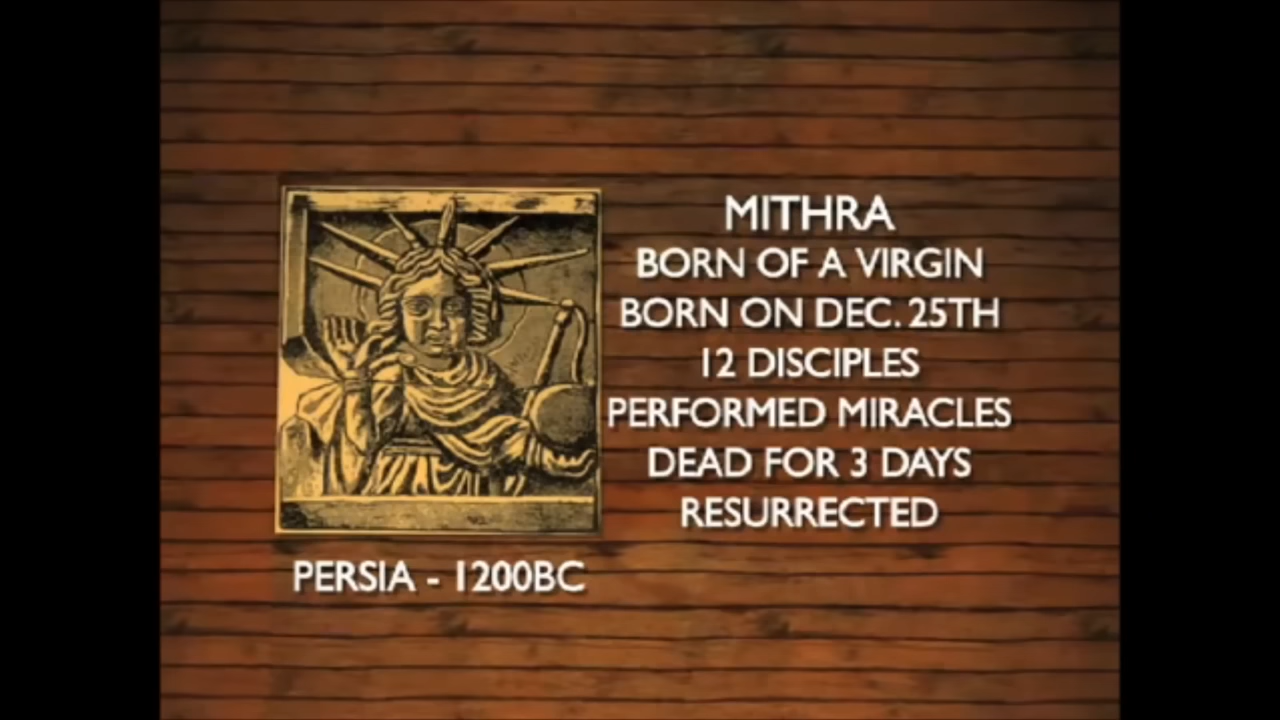 MITHRA
BORN OF A VIRGIN
BORN ON DEC. 25TH
12 DISCIPLES
PERFORMED MIRACLES
DEAD FOR 3 DAYS
RESURRECTED
PERSIA - 1200BC